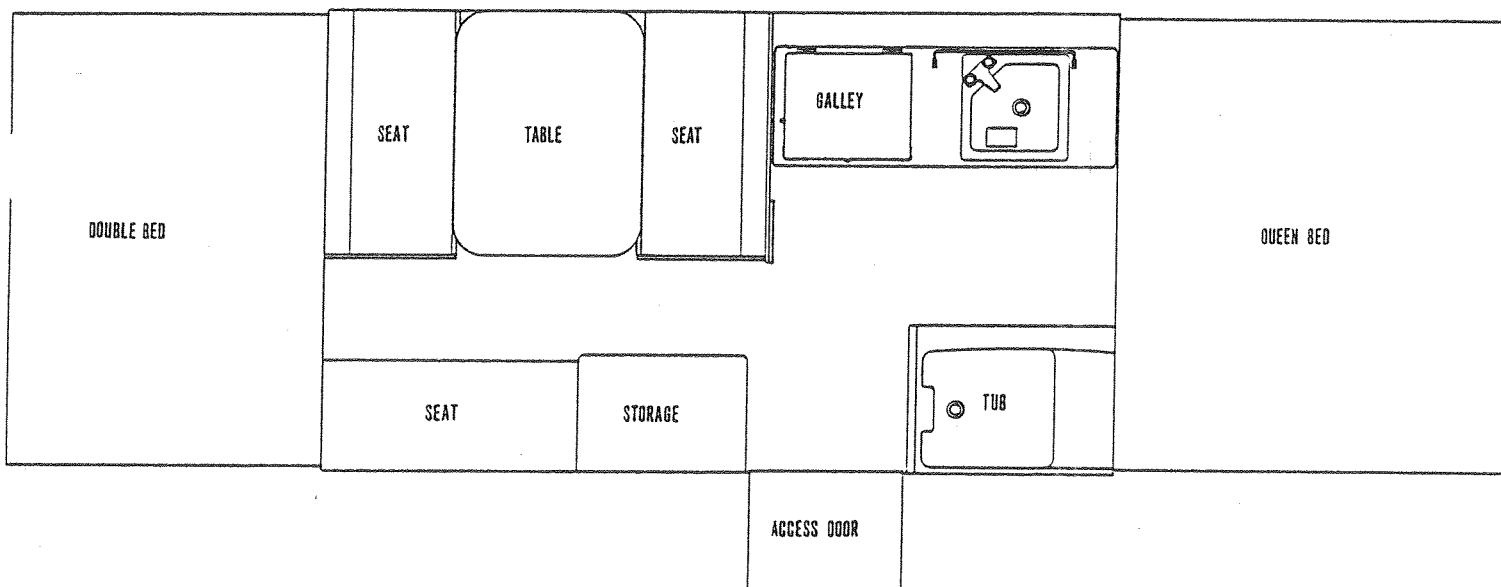 GALLEY
SEAT
TABLE
SEAT
DOUBLE BED
QUEEN BED
SEAT
STORAGE
TUB
ACCESS DOOR